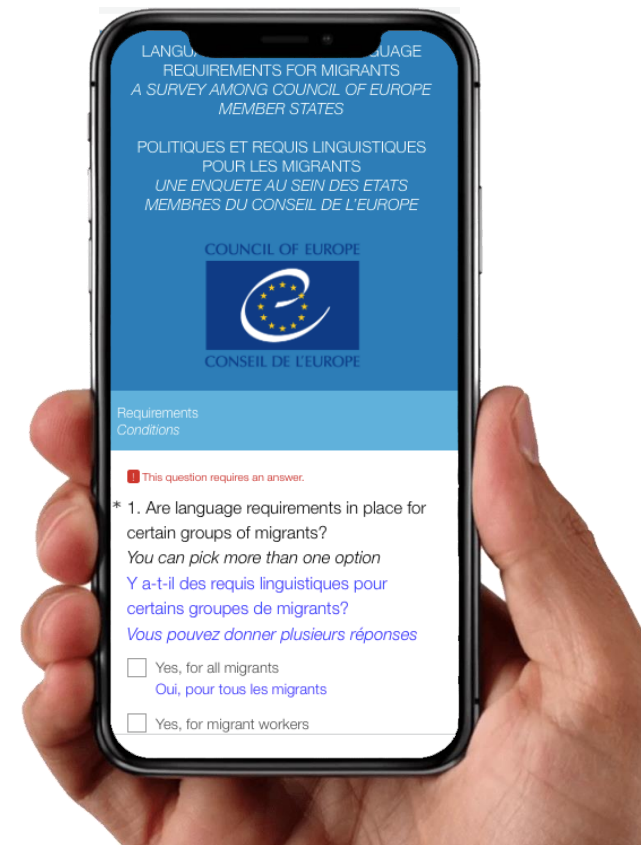 REQUIREMENTS FOR MIGRANTS
A SURVEY AMONG COUNCIL OF EUROPE
MEMBER STATES
POLITIQUES ET REQUIS LINGUISTIQUES
POUR LES MIGRANTS
UNE ENQUETE AU SEIN DES ETATS
MEMBRES DU CONSEIL DE L'EUROPE
COUNCIL OF EUROPE
CONSEIL DE L'EUROPE
Requirements
Conditions
! This question requires an answer.
* 1. Are language requirements in place for
certain groups of migrants?
You can pick more than one option
Y a-t-il des requis linguistiques pour
certains groupes de migrants?
Vous pouvez donner plusieurs réponses
Yes, for all migrants
Oui, pour tous les migrants
Yes, for migrant workers